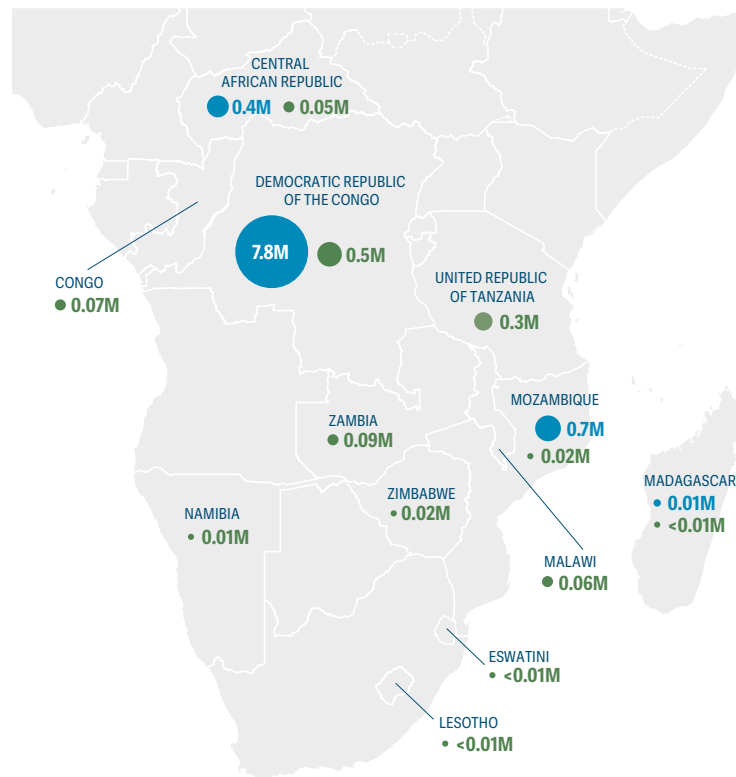 CENTRAL
AFRICAN REPUBLIC
0.4M 0.05M
DEMOCRATIC REPUBLIC
OF THE CONGO
7.8M 0.5M
CONGO
0.07M
UNITED REPUBLIC
OF TANZANIA
0.3M
MOZAMBIQUE
0.7M
0.02M
ZAMBIA
0.09M
MADAGASCAR
0.01M
<0.01M
ZIMBABWE
0.02M
NAMIBIA
0.01M
MALAWI
0.06M
ESWATINI
<0.01M
LESOTHO
<0.01M